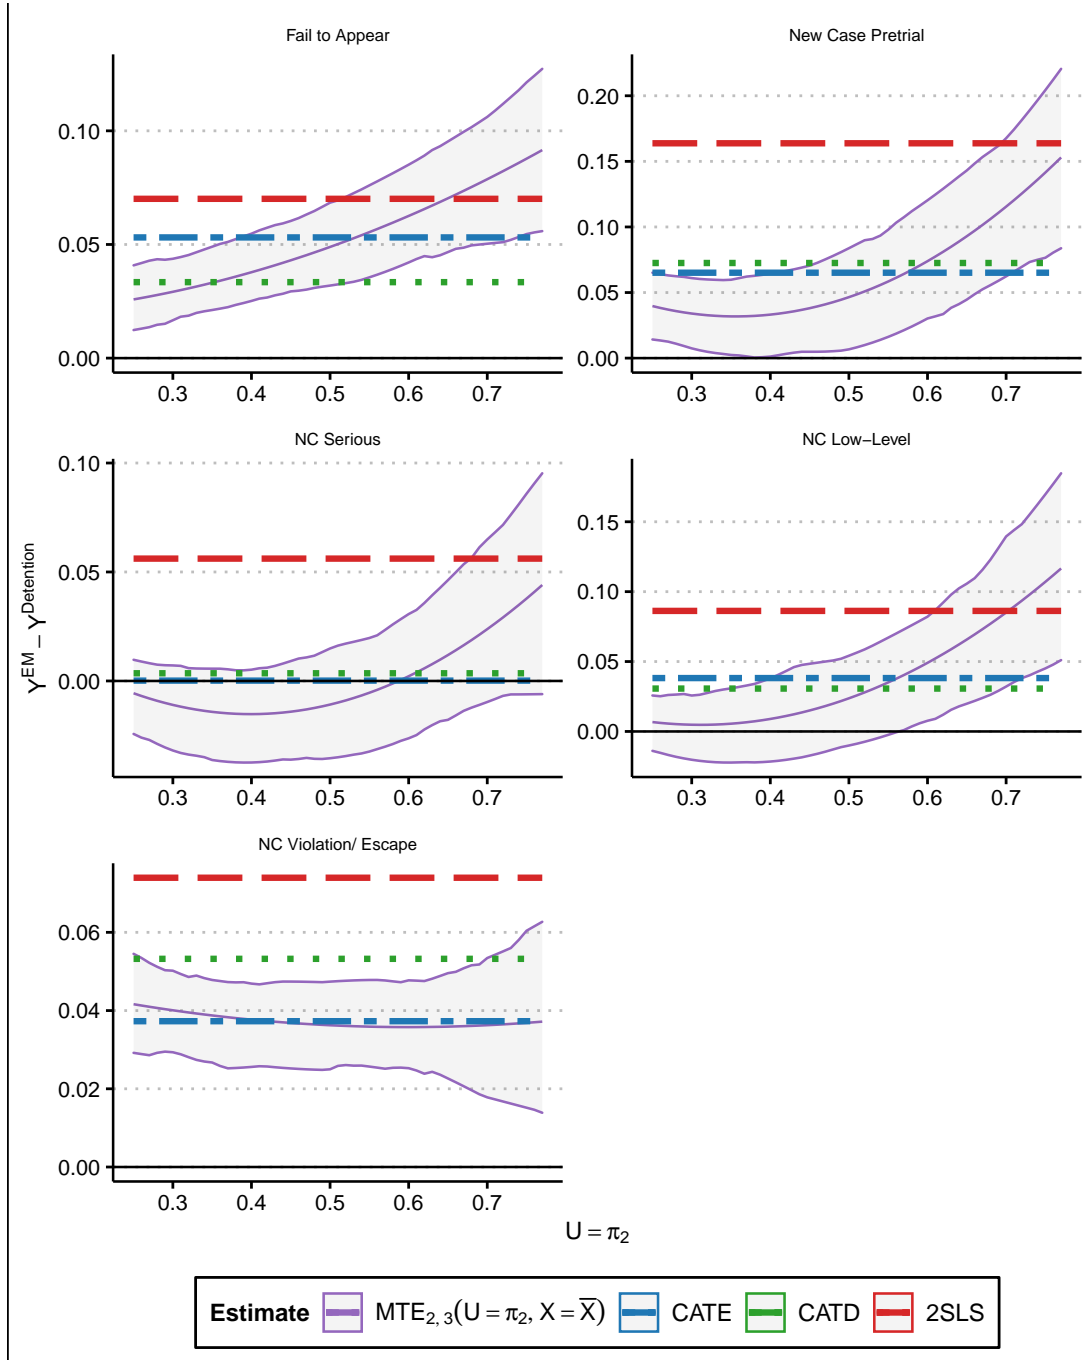 Fail to Appear
New Case Pretrial
0.10
0.05
0.00
0.3 0.4 0.5 0.6 0.7
0.20
0.15
0.10
0.05
0.00
0.3 0.4 0.5 0.6 0.7
NC Serious
NC Low−Level
0.10
0.05
0.00
0.3 0.4 0.5 0.6 0.7
0.15
0.10
0.05
0.00
0.3 0.4 0.5 0.6 0.7
Y^EM − Y^Detention
NC Violation/ Escape
0.06
0.04
0.02
0.00
0.3 0.4 0.5 0.6 0.7
U = π₂
Estimate MTE₂,₃(U = π₂, X = X̅) CATE CATD 2SLS